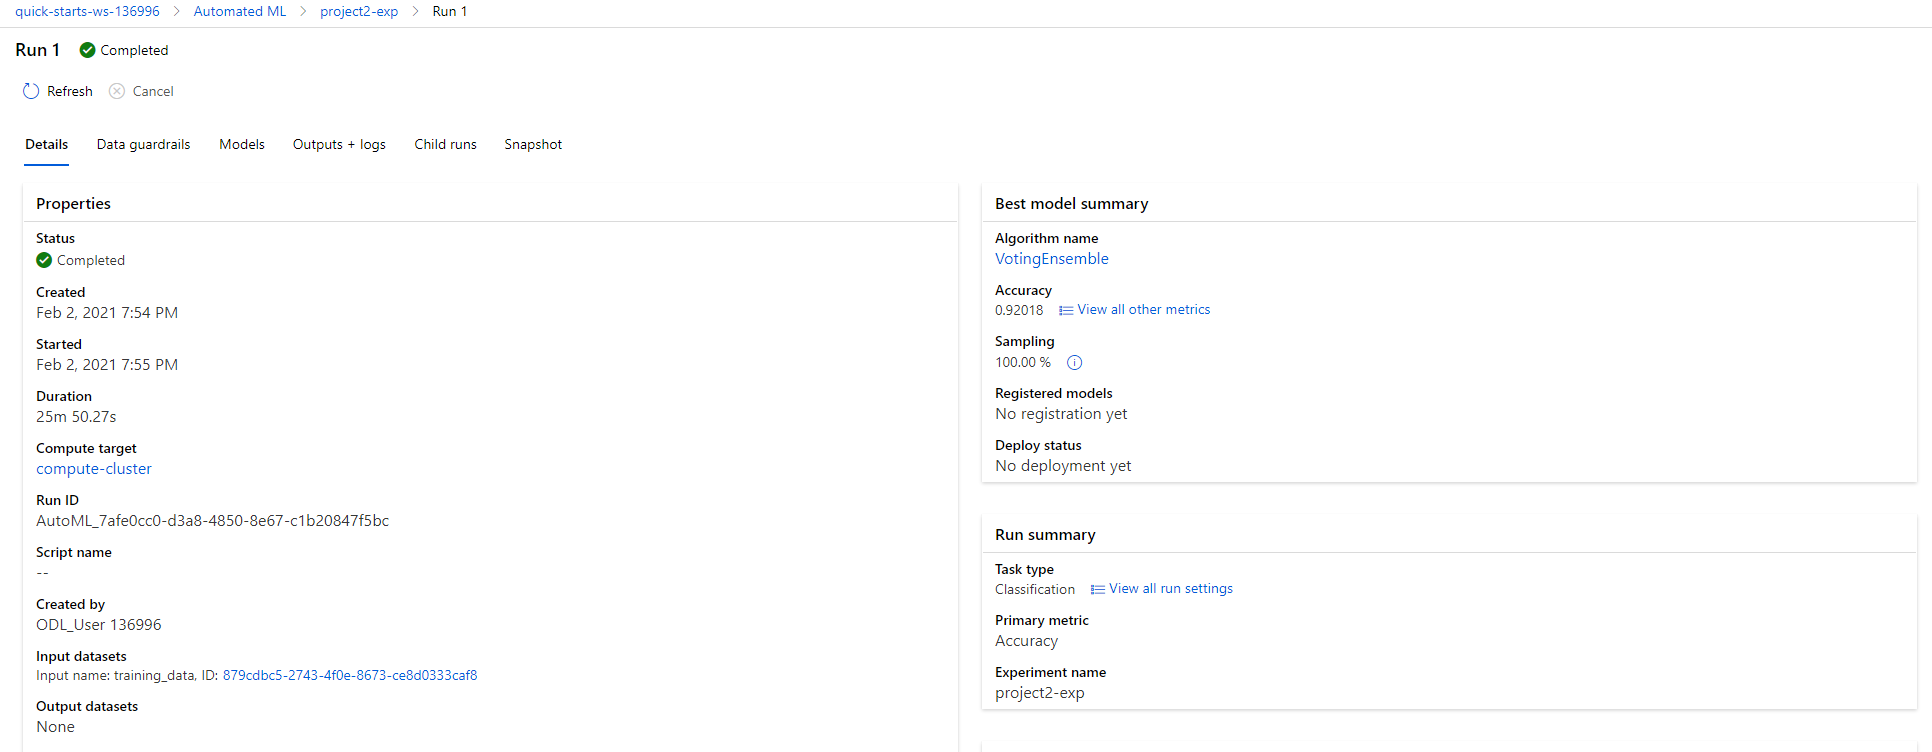 quick-starts-ws-136996 > Automated ML > project2-exp > Run 1
Run 1 Completed
Refresh Cancel
Details Data guardrails Models Outputs + logs Child runs Snapshot
Properties
Status
Completed
Created
Feb 2, 2021 7:54 PM
Started
Feb 2, 2021 7:55 PM
Duration
25m 50.27s
Compute target
compute-cluster
Run ID
AutoML_7afe0cc0-d3a8-4850-8e67-c1b20847f5bc
Script name
--
Created by
ODL_User 136996
Input datasets
Input name: training_data, ID: 879cdbc5-2743-4f0e-8673-ce8d0333caf8
Output datasets
None
Best model summary
Algorithm name
VotingEnsemble
Accuracy
0.92018 View all other metrics
Sampling
100.00 %
Registered models
No registration yet
Deploy status
No deployment yet
Run summary
Task type
Classification View all run settings
Primary metric
Accuracy
Experiment name
project2-exp